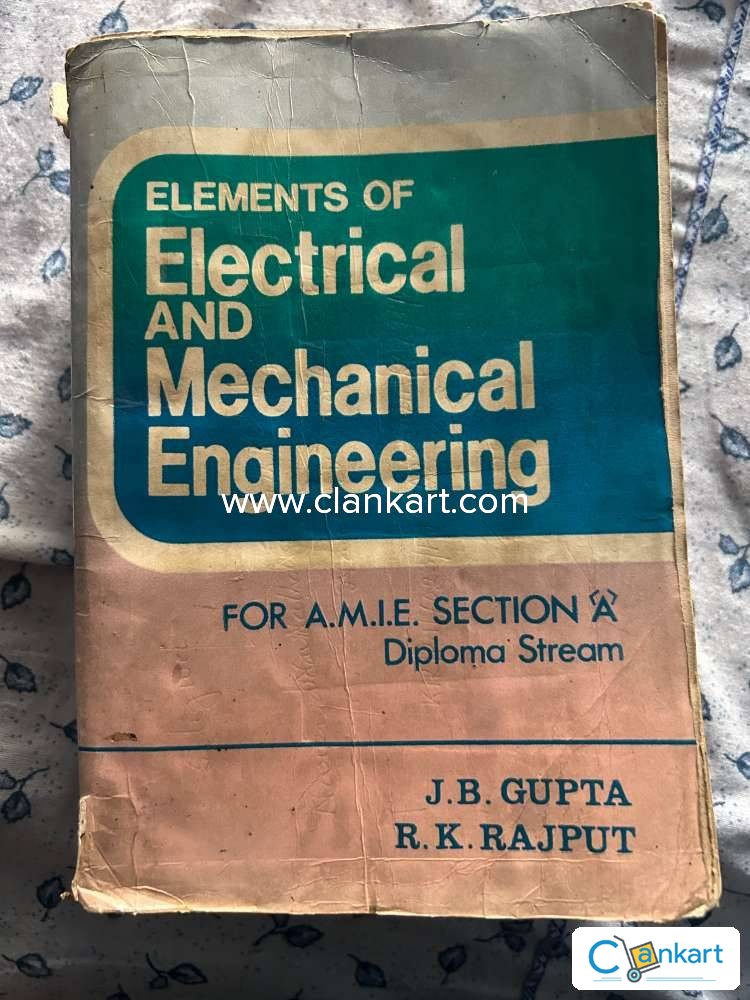 ELEMENTS OF
Electrical
AND
Mechanical
Engineering
www.clankart.com
FOR A.M.I.E. SECTION 'A'
Diploma Stream
J.B. GUPTA
R.K. RAJPUT
Clankart